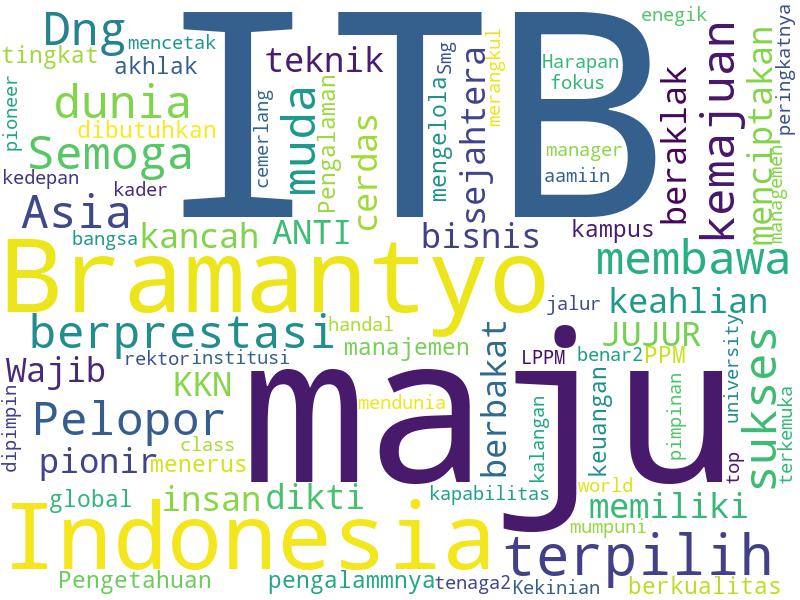 ITB
Dng
mencetak
tingkat
akhlak
teknik
enegik
pioneer
dunia
dibutuhkan
Semoga
kedepan
kader
Asia
bangsa
kancah
ANTI
cemerlang
muda
Pengalaman
cerdas
mengelola
Smg
sejahtera
merangkul
Harapan
fokus
manager
aamiin
beraklak
kemajuan
menciptakan
management
peringkatnya
bisnis
kampus
Bramantyo
membawa
jalur
keahlian
berprestasi
handal
manajemen
JUJUR
Wajib
rektor
institusi
LPPM
benar2
PPM
university
KKN
maju
mendunia
berbakat
kalangan
keuangan
pimpinan
top
sukses
terkemuka
dipimpin
Pelopor
class
pionir
menerus
global
insan
dikti
kapabilitas
world
memiliki
mumpuni
Indonesia
terpilih
Pengetahuan
pengalammnya
tenaga2
Kekinian
berkualitas